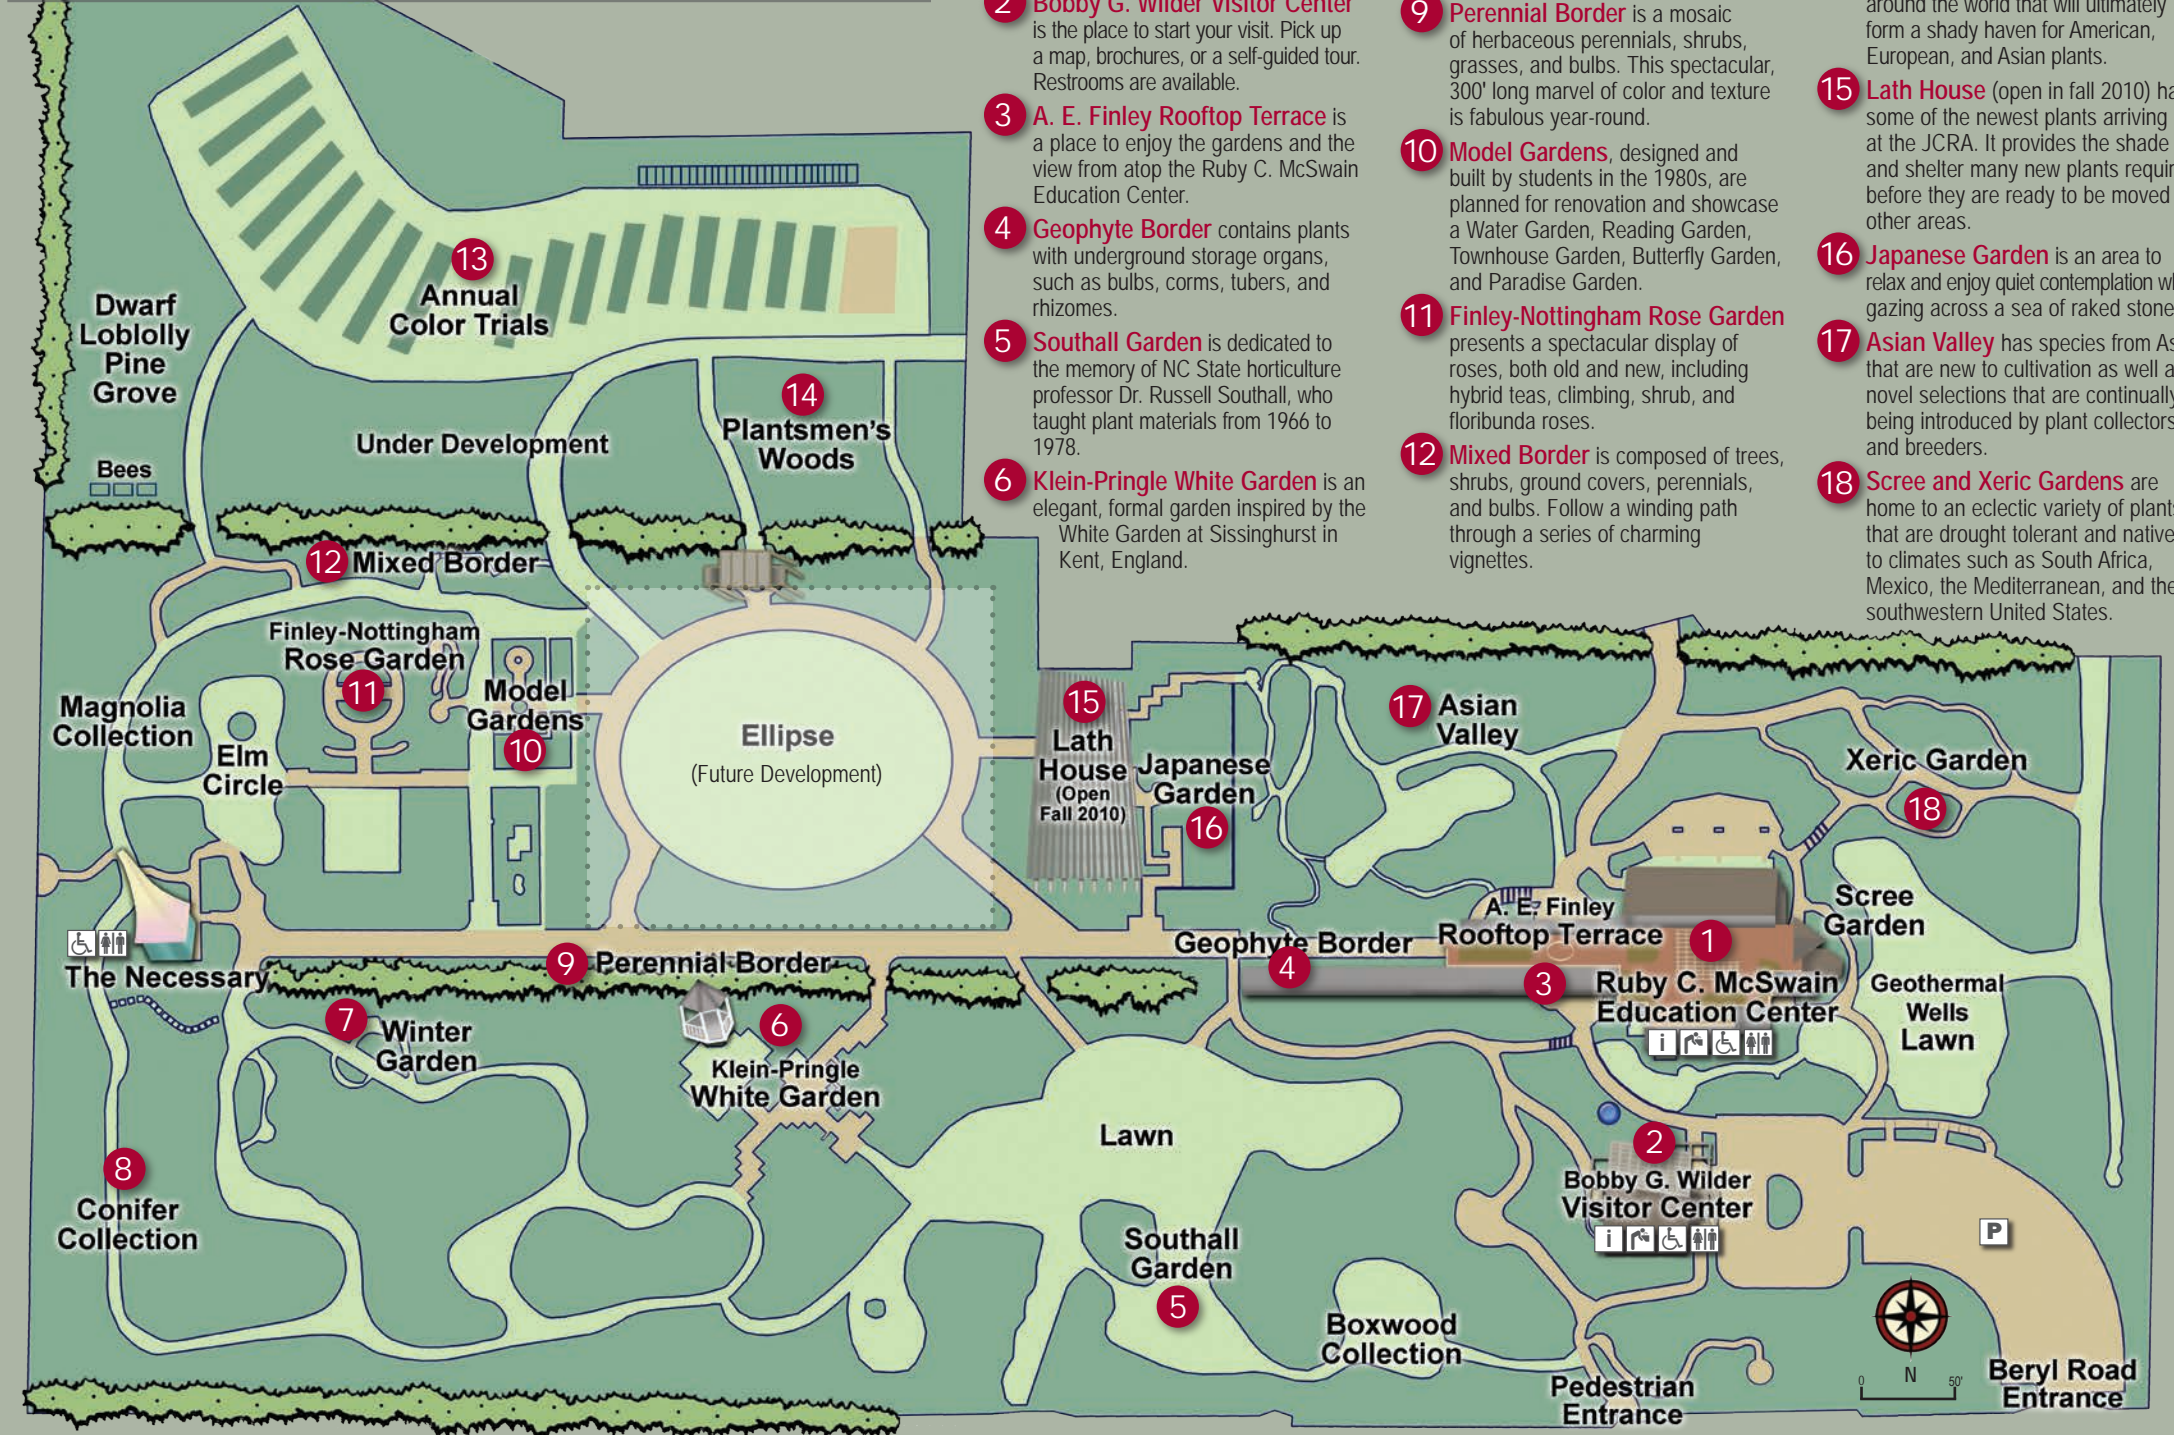 2 Bobby G. Wilder Visitor Center
is the place to start your visit. Pick up
a map, brochures, or a self-guided tour.
Restrooms are available.
3 A. E. Finley Rooftop Terrace is
a place to enjoy the gardens and the
view from atop the Ruby C. McSwain
Education Center.
4 Geophyte Border contains plants
with underground storage organs,
such as bulbs, corms, tubers, and
rhizomes.
5 Southall Garden is dedicated to
the memory of NC State horticulture
professor Dr. Russell Southall, who
taught plant materials from 1966 to
1978.
6 Klein-Pringle White Garden is an
elegant, formal garden inspired by the
White Garden at Sissinghurst in
Kent, England.
9 Perennial Border is a mosaic
of herbaceous perennials, shrubs,
grasses, and bulbs. This spectacular,
300' long marvel of color and texture
is fabulous year-round.
10 Model Gardens, designed and
built by students in the 1980s, are
planned for renovation and showcase
a Water Garden, Reading Garden,
Townhouse Garden, Butterfly Garden,
and Paradise Garden.
11 Finley-Nottingham Rose Garden
presents a spectacular display of
roses, both old and new, including
hybrid teas, climbing, shrub, and
floribunda roses.
12 Mixed Border is composed of trees,
shrubs, ground covers, perennials,
and bulbs. Follow a winding path
through a series of charming
vignettes.
around the world that will ultimately
form a shady haven for American,
European, and Asian plants.
15 Lath House (open in fall 2010) ha
some of the newest plants arriving
at the JCRA. It provides the shade
and shelter many new plants requir
before they are ready to be moved
other areas.
16 Japanese Garden is an area to
relax and enjoy quiet contemplation wh
gazing across a sea of raked stone
17 Asian Valley has species from As
that are new to cultivation as well a
novel selections that are continually
being introduced by plant collectors
and breeders.
18 Scree and Xeric Gardens are
home to an eclectic variety of plants
that are drought tolerant and native
to climates such as South Africa,
Mexico, the Mediterranean, and the
southwestern United States.
13
Annual
Color Trials
Dwarf
Loblolly
Pine
Grove
Bees
Under Development
14
Plantsmen's
Woods
12 Mixed Border
Finley-Nottingham
Rose Garden
11
Magnolia
Collection
Elm
Circle
Model
Gardens
10
Ellipse
(Future Development)
15
Lath
House
(Open
Fall 2010)
Japanese
Garden
16
17 Asian
Valley
Xeric Garden
18
Scree
Garden
A. E. Finley
Rooftop Terrace
1
Geophyte Border
4
3
Ruby C. McSwain
Education Center
i
Geothermal
Wells
Lawn
The Necessary
9 Perennial Border
7
Winter
Garden
6
Klein-Pringle
White Garden
Lawn
8
Conifer
Collection
2
Bobby G. Wilder
Visitor Center
i
P
Southall
Garden
5
Boxwood
Collection
Pedestrian
Entrance
N
0 50'
Beryl Road
Entrance